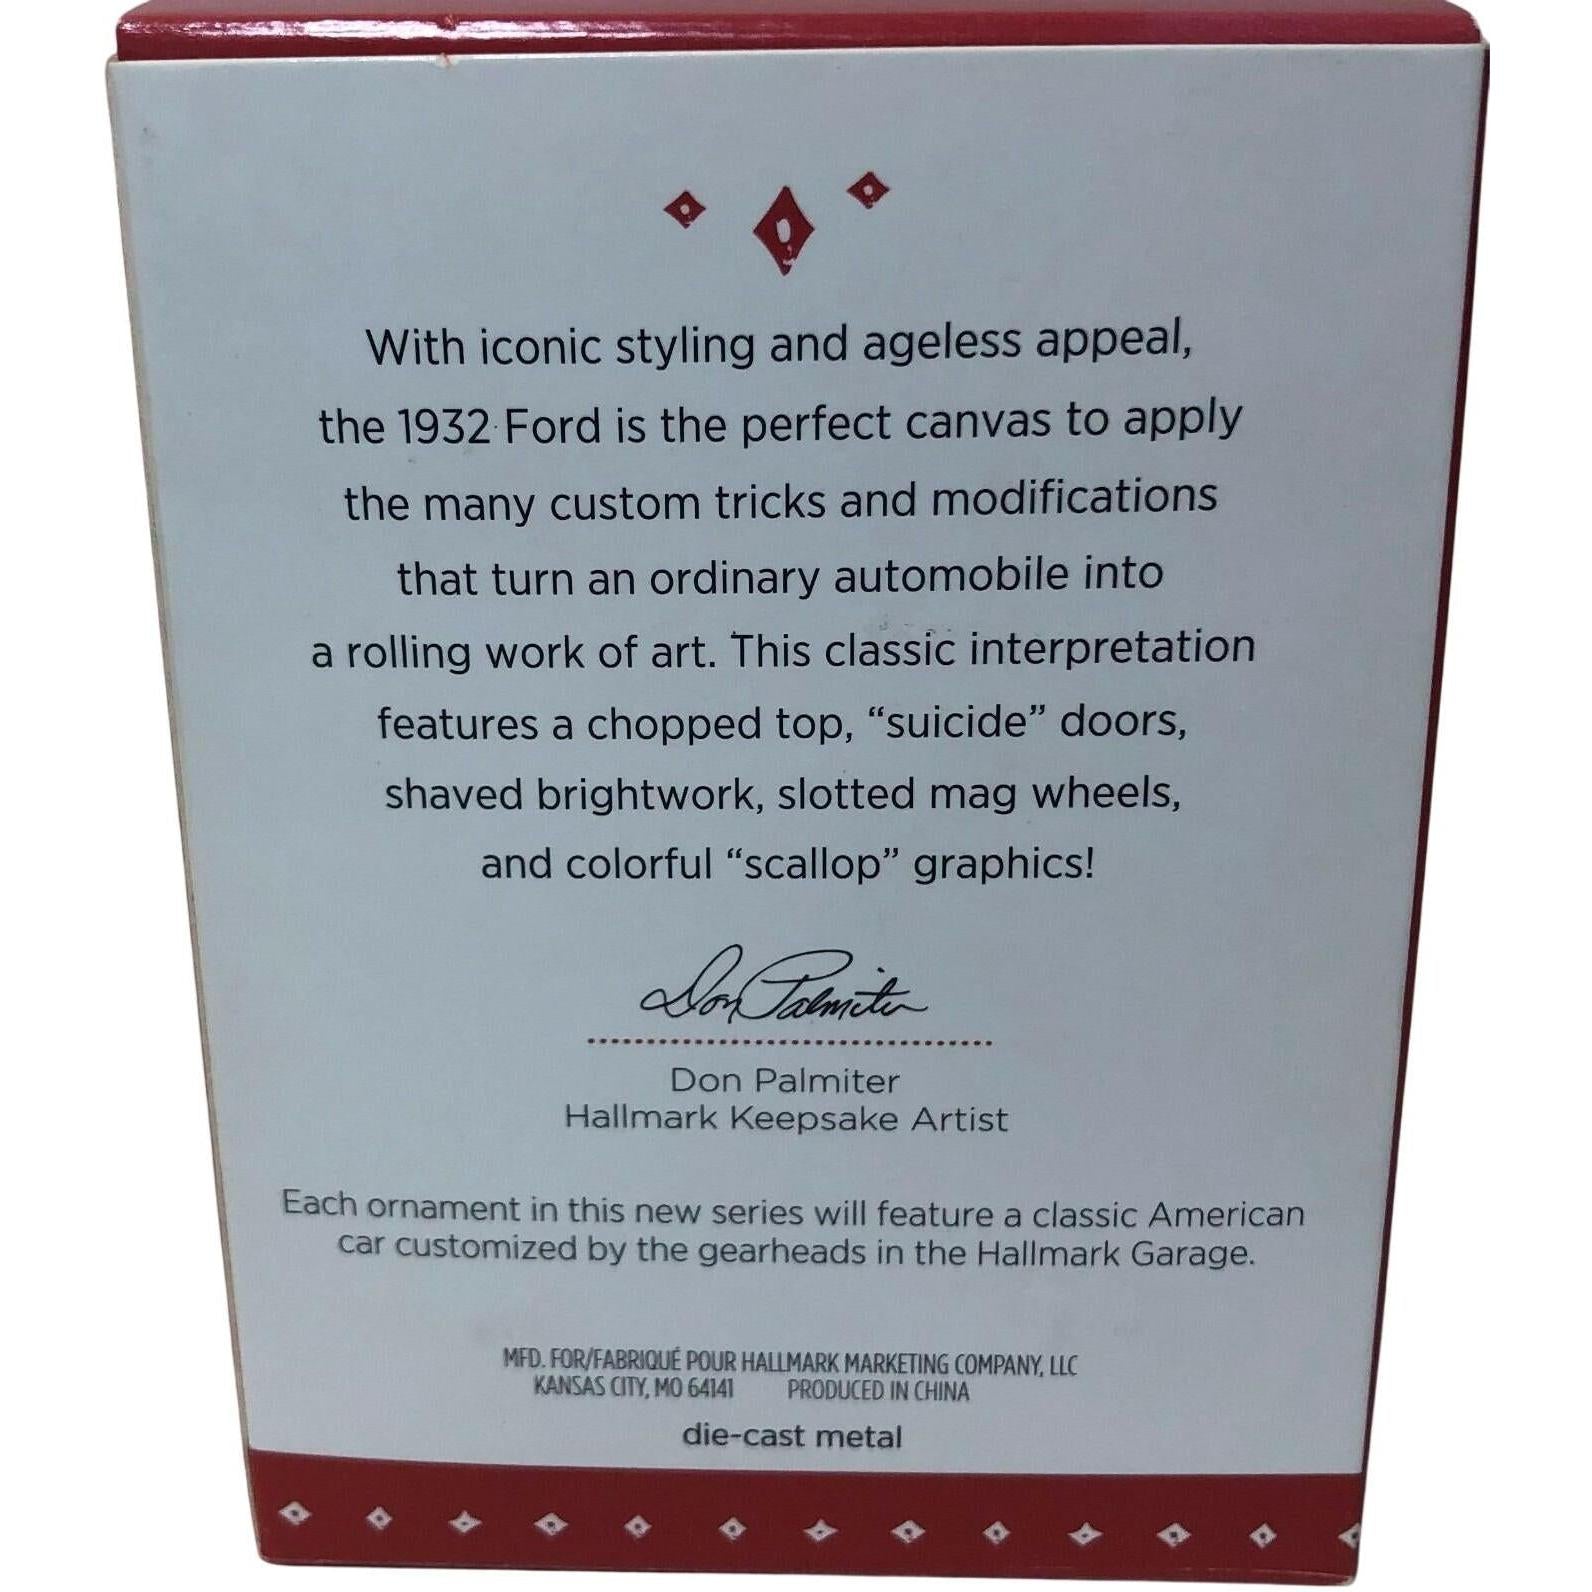 With iconic styling and ageless appeal,
the 1932 Ford is the perfect canvas to apply
the many custom tricks and modifications
that turn an ordinary automobile into
a rolling work of art. This classic interpretation
features a chopped top, “suicide” doors,
shaved brightwork, slotted mag wheels,
and colorful “scallop” graphics!
Don Palmiter
Don Palmiter
Hallmark Keepsake Artist
Each ornament in this new series will feature a classic American
car customized by the gearheads in the Hallmark Garage.
MFD. FOR/FABRIQUÉ POUR HALLMARK MARKETING COMPANY, LLC
KANSAS CITY, MO 64141 PRODUCED IN CHINA
die-cast metal